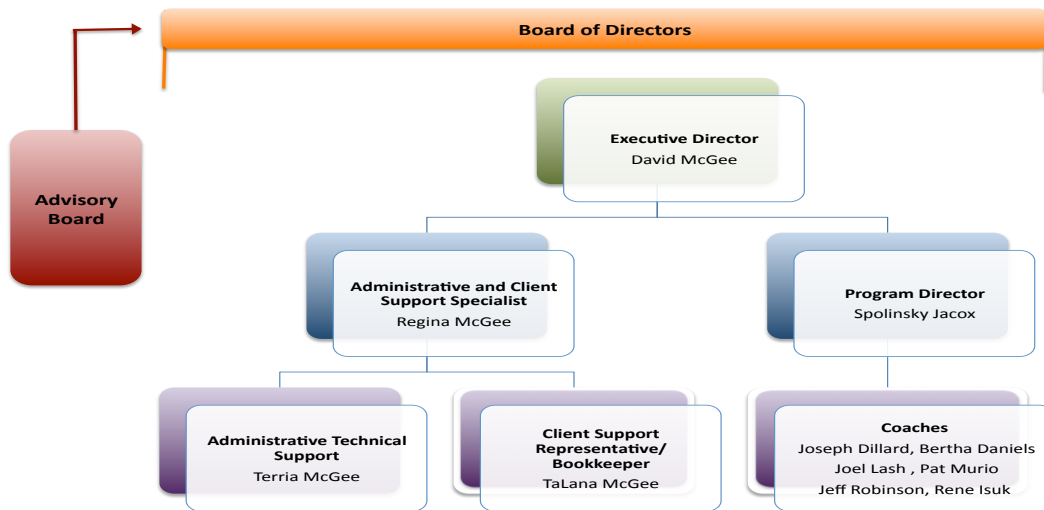 Board of Directors
Executive Director
David McGee
Advisory
Board
Administrative and Client
Support Specialist
Regina McGee
Program Director
Spolinsky Jacox
Administrative Technical
Support
Terria McGee
Client Support
Representative/
Bookkeeper
TaLana McGee
Coaches
Joseph Dillard, Bertha Daniels
Joel Lash , Pat Murio
Jeff Robinson, Rene Isuk